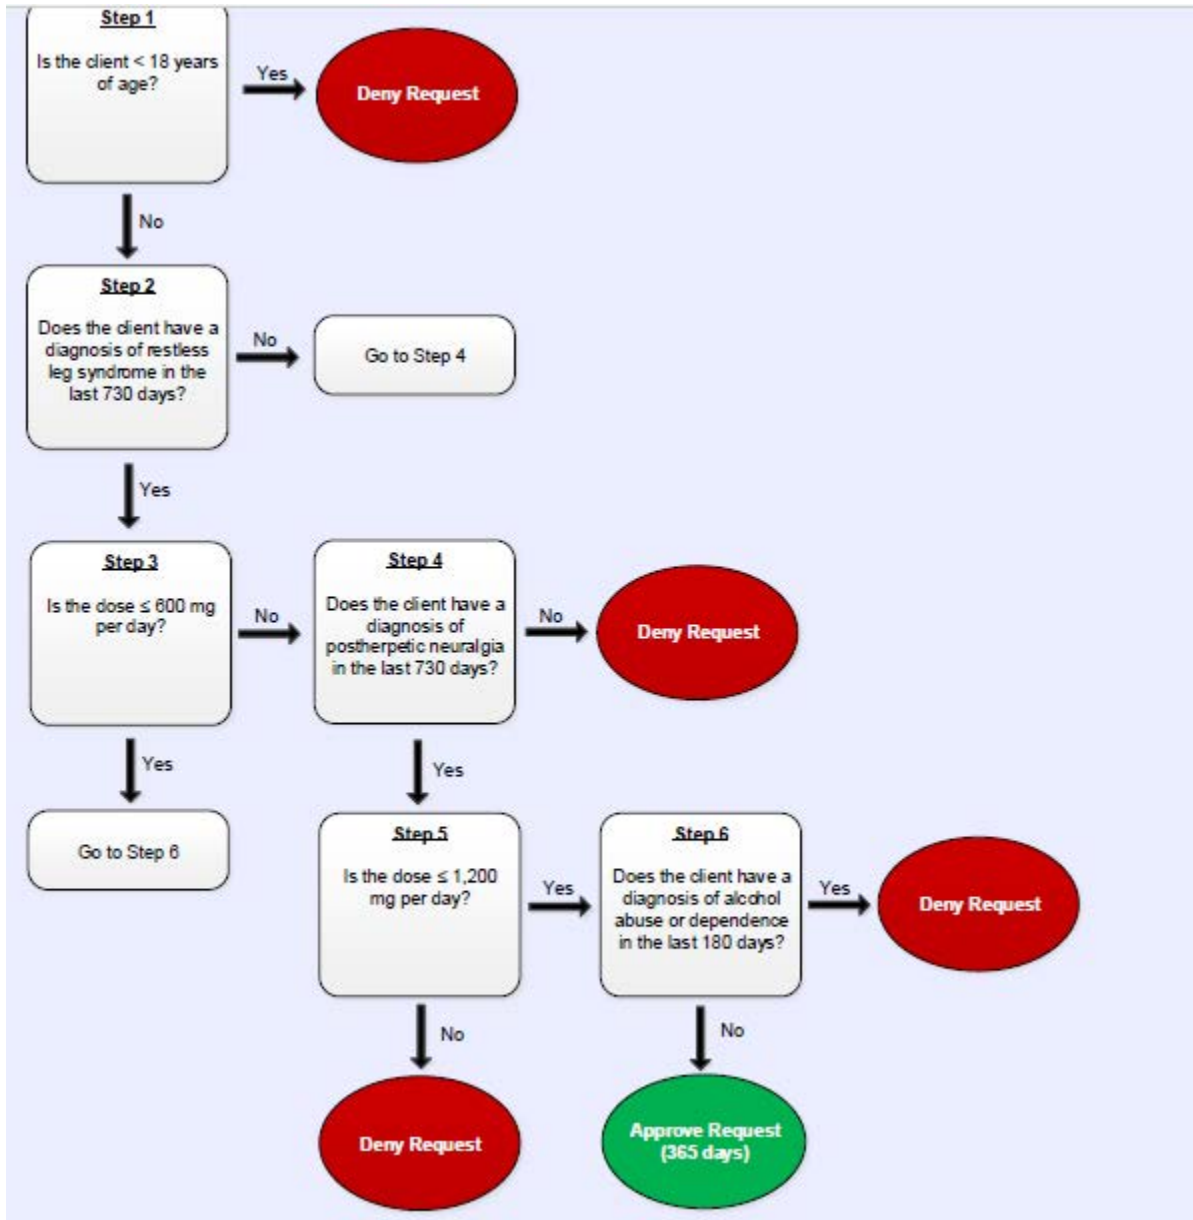 Step 1
Is the client < 18 years
of age?
Yes
Deny Request
No
Step 2
Does the client have a
diagnosis of restless
leg syndrome in the
last 730 days?
No
Go to Step 4
Yes
Step 3
Is the dose ≤ 600 mg
per day?
No
Step 4
Does the client have a
diagnosis of
postherpetic neuralgia
in the last 730 days?
No
Deny Request
Yes
Go to Step 6
Yes
Step 5
Is the dose ≤ 1,200
mg per day?
Yes
Step 6
Does the client have a
diagnosis of alcohol
abuse or dependence
in the last 180 days?
Yes
Deny Request
No
Deny Request
No
Approve Request
(365 days)